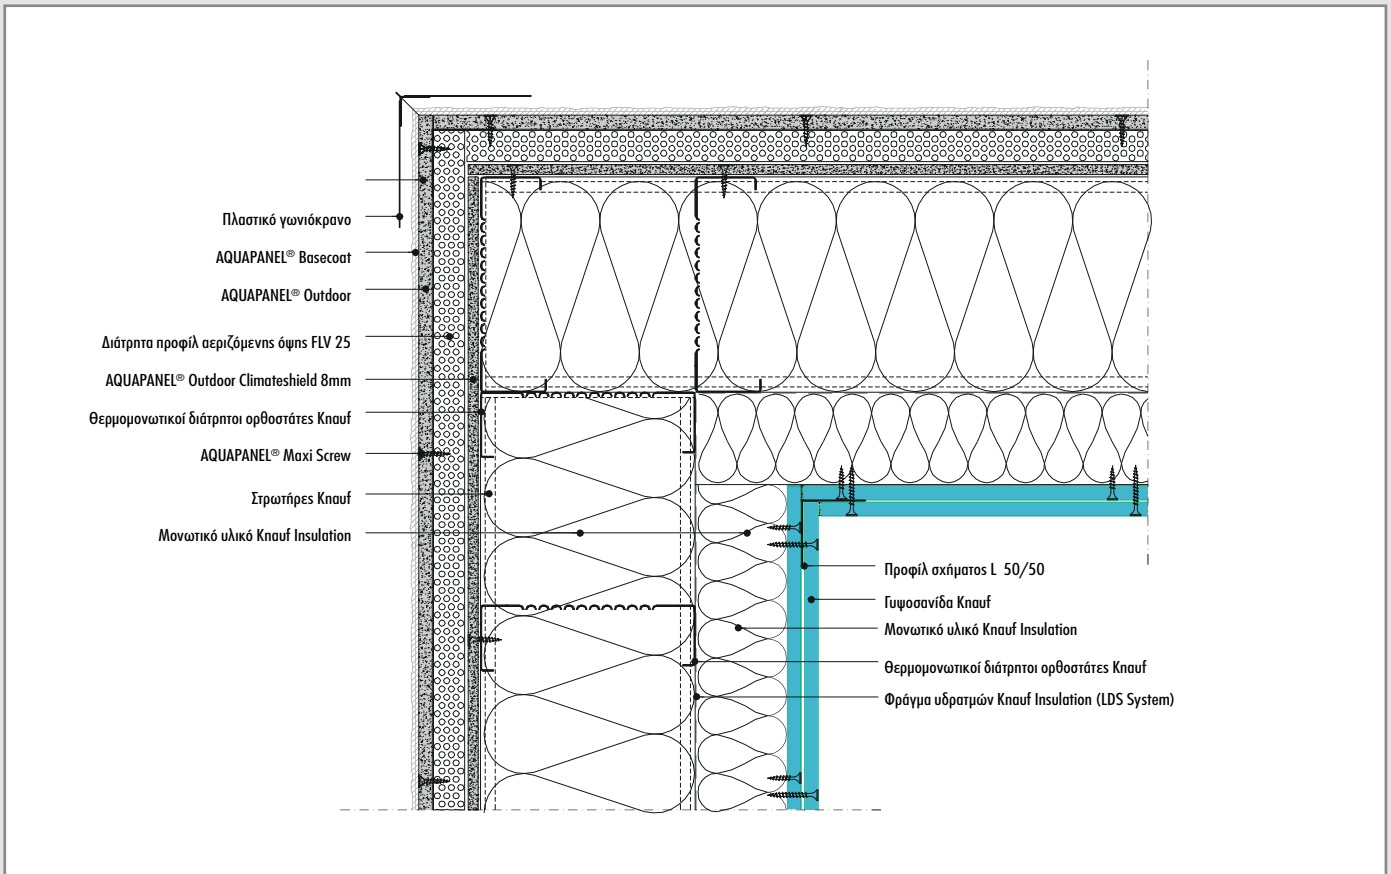 Πλαστικό γωνιόκρανο
AQUAPANEL® Basecoat
AQUAPANEL® Outdoor
Διάτρητα προφίλ αεριζόμενης όψης FLV 25
AQUAPANEL® Outdoor Climateshield 8mm
Θερμομονωτικοί διάτρητοι ορθοστάτες Knauf
AQUAPANEL® Maxi Screw
Στρωτήρες Knauf
Μονωτικό υλικό Knauf Insulation
Προφίλ σχήματος L 50/50
Γυψοσανίδα Knauf
Μονωτικό υλικό Knauf Insulation
Θερμομονωτικοί διάτρητοι ορθοστάτες Knauf
Φράγμα υδρατμών Knauf Insulation (LDS System)